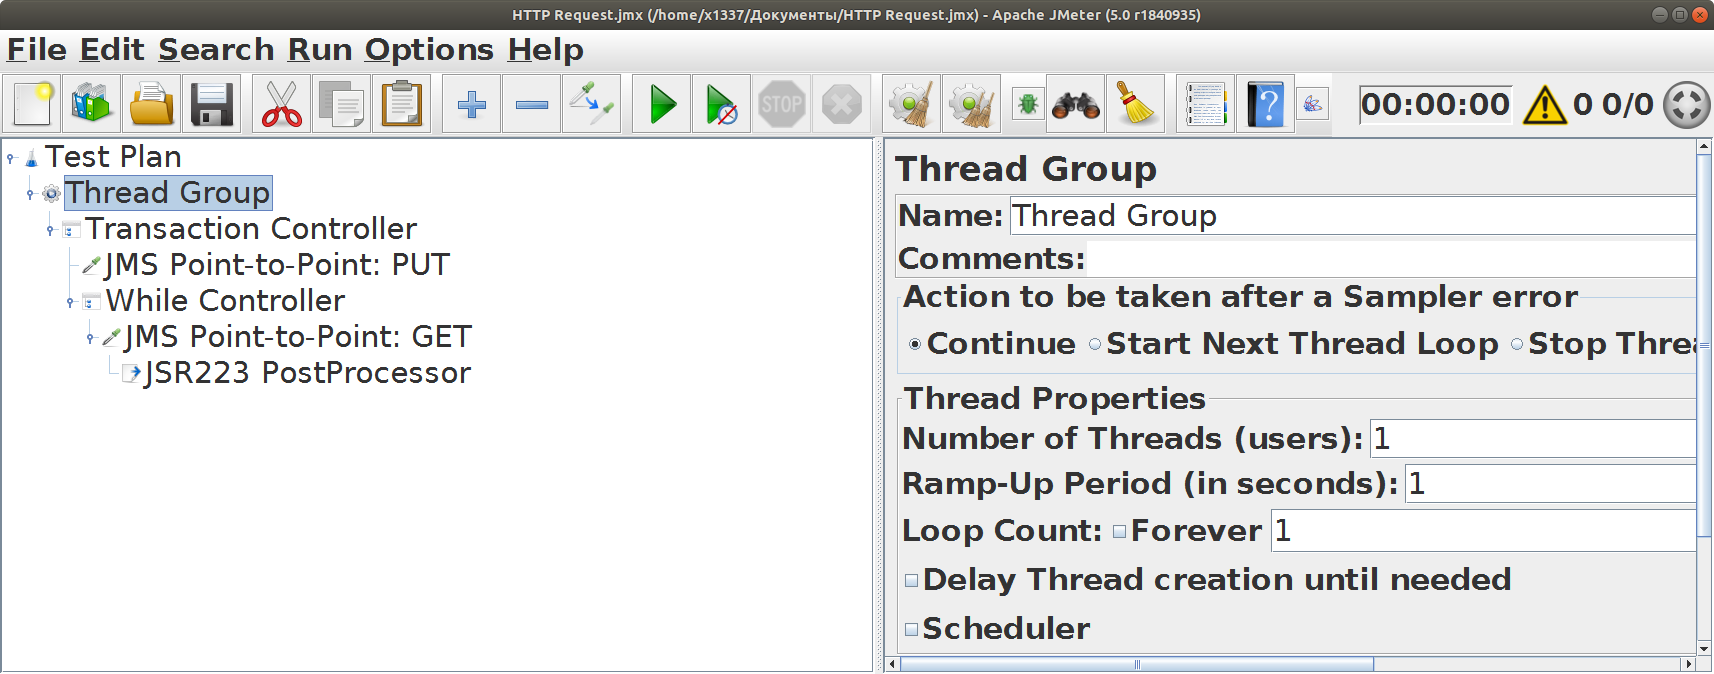 HTTP Request.jmx (/home/x1337/Документы/HTTP Request.jmx) - Apache JMeter (5.0 r1840935)
File Edit Search Run Options Help
STOP
00:00:00 0 0/0
Test Plan
Thread Group
Transaction Controller
JMS Point-to-Point: PUT
While Controller
JMS Point-to-Point: GET
JSR223 PostProcessor
Thread Group
Name: Thread Group
Comments:
Action to be taken after a Sampler error
Continue Start Next Thread Loop Stop Threa
Thread Properties
Number of Threads (users): 1
Ramp-Up Period (in seconds): 1
Loop Count: Forever 1
Delay Thread creation until needed
Scheduler